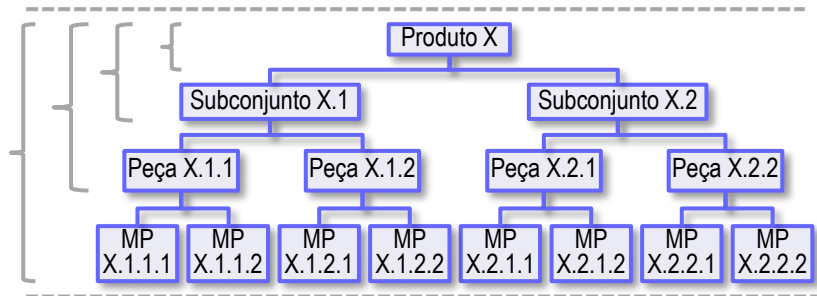 Produto X
Subconjunto X.1
Subconjunto X.2
Peça X.1.1
Peça X.1.2
Peça X.2.1
Peça X.2.2
MP
X.1.1.1
MP
X.1.1.2
MP
X.1.2.1
MP
X.1.2.2
MP
X.2.1.1
MP
X.2.1.2
MP
X.2.2.1
MP
X.2.2.2